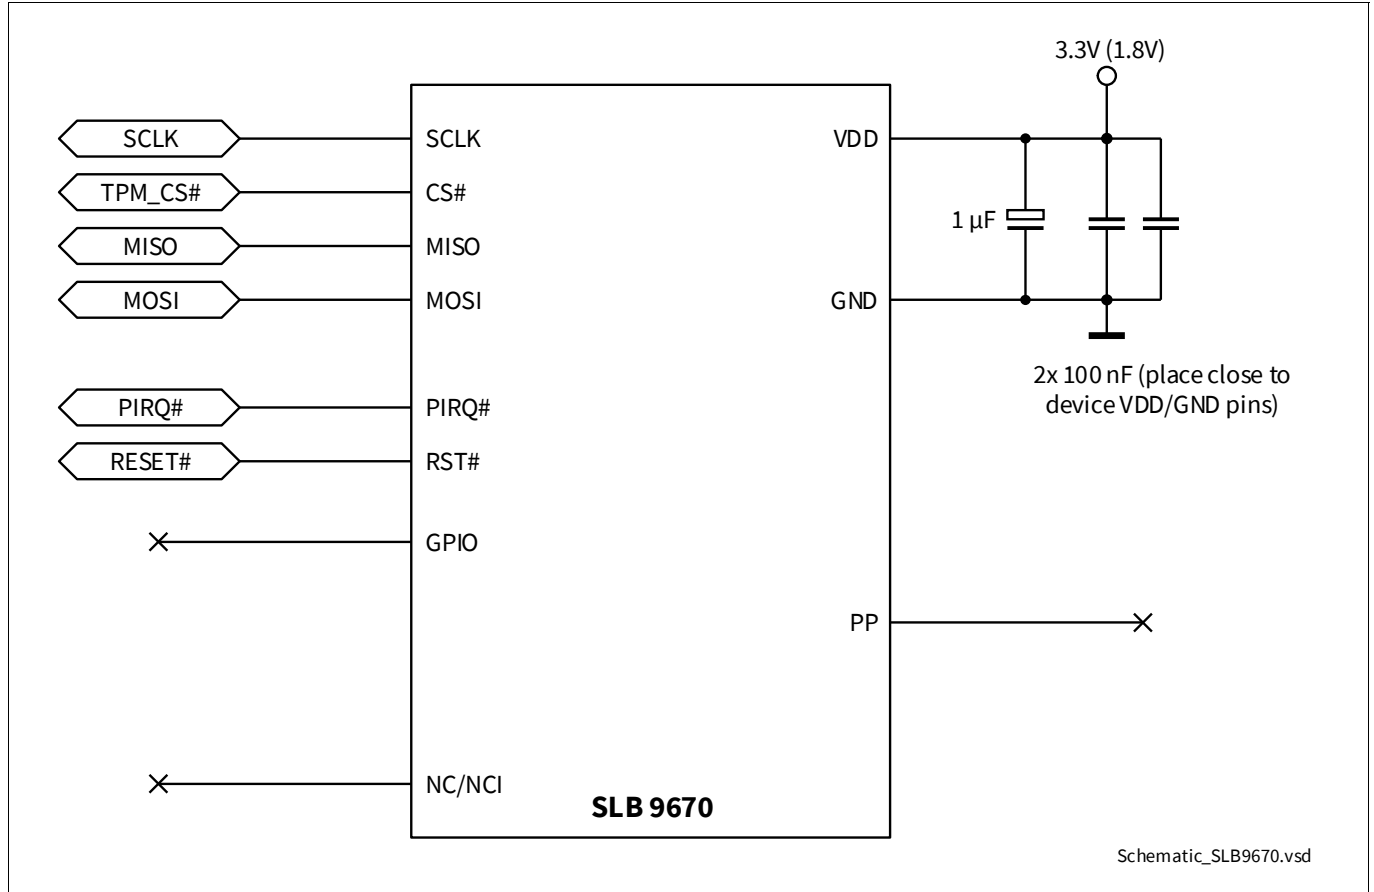 3.3V (1.8V)
SCLK SCLK VDD
TPM_CS# CS#
1 µF
MISO MISO
MOSI MOSI GND
2x 100 nF (place close to
device VDD/GND pins)
PIRQ# PIRQ#
RESET# RST#
GPIO
PP
NC/NCI
SLB 9670
Schematic_SLB9670.vsd